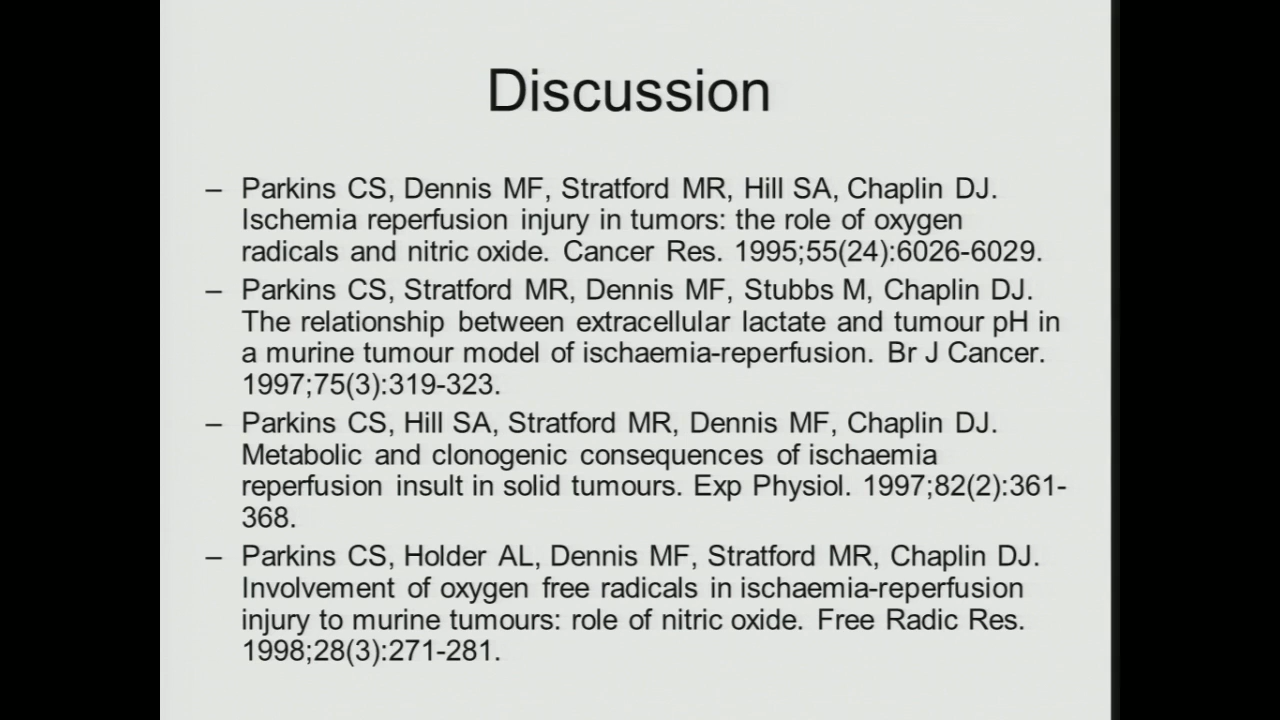 Discussion
– Parkins CS, Dennis MF, Stratford MR, Hill SA, Chaplin DJ.
Ischemia reperfusion injury in tumors: the role of oxygen
radicals and nitric oxide. Cancer Res. 1995;55(24):6026-6029.
– Parkins CS, Stratford MR, Dennis MF, Stubbs M, Chaplin DJ.
The relationship between extracellular lactate and tumour pH in
a murine tumour model of ischaemia-reperfusion. Br J Cancer.
1997;75(3):319-323.
– Parkins CS, Hill SA, Stratford MR, Dennis MF, Chaplin DJ.
Metabolic and clonogenic consequences of ischaemia
reperfusion insult in solid tumours. Exp Physiol. 1997;82(2):361-
368.
– Parkins CS, Holder AL, Dennis MF, Stratford MR, Chaplin DJ.
Involvement of oxygen free radicals in ischaemia-reperfusion
injury to murine tumours: role of nitric oxide. Free Radic Res.
1998;28(3):271-281.